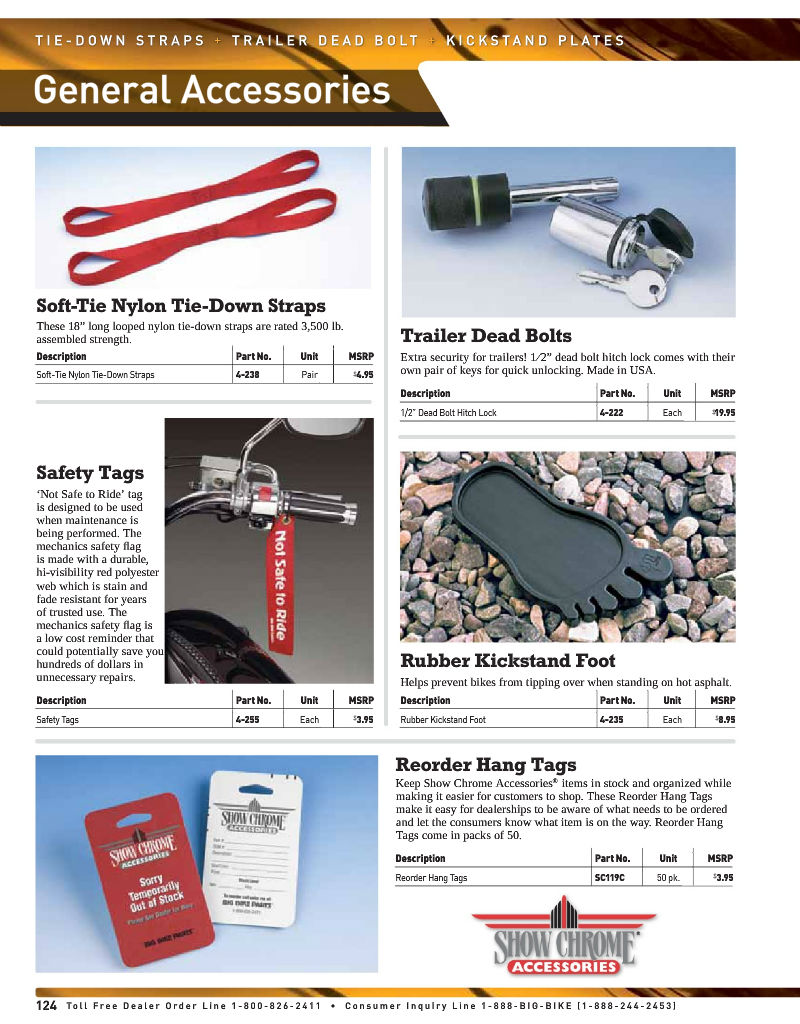 TIE-DOWN STRAPS + TRAILER DEAD BOLT + KICKSTAND PLATES
General Accessories
Soft-Tie Nylon Tie-Down Straps
These 18” long looped nylon tie-down straps are rated 3,500 lb.
assembled strength.
Description Part No. Unit MSRP
Soft-Tie Nylon Tie-Down Straps 4-238 Pair $4.95
Trailer Dead Bolts
Extra security for trailers! 1⁄2” dead bolt hitch lock comes with their
own pair of keys for quick unlocking. Made in USA.
Description Part No. Unit MSRP
1/2" Dead Bolt Hitch Lock 4-222 Each $19.95
Safety Tags
‘Not Safe to Ride’ tag
is designed to be used
when maintenance is
being performed. The
mechanics safety flag
is made with a durable,
hi-visibility red polyester
web which is stain and
fade resistant for years
of trusted use. The
mechanics safety flag is
a low cost reminder that
could potentially save you
hundreds of dollars in
unnecessary repairs.
Not Safe to Ride
Description Part No. Unit MSRP
Safety Tags 4-255 Each $3.95
Rubber Kickstand Foot
Helps prevent bikes from tipping over when standing on hot asphalt.
Description Part No. Unit MSRP
Rubber Kickstand Foot 4-235 Each $8.95
SHOW CHROME
ACCESSORIES
Sorry
Temporarily
Out of Stock
BIG BIKE PARTS
SHOW CHROME
ACCESSORIES
BIG BIKE PARTS
Reorder Hang Tags
Keep Show Chrome Accessories® items in stock and organized while
making it easier for customers to shop. These Reorder Hang Tags
make it easy for dealerships to be aware of what needs to be ordered
and let the consumers know what item is on the way. Reorder Hang
Tags come in packs of 50.
Description Part No. Unit MSRP
Reorder Hang Tags SC119C 50 pk. $3.95
SHOW CHROME
ACCESSORIES
124 Toll Free Dealer Order Line 1-800-826-2411 • Consumer Inquiry Line 1-888-BIG-BIKE (1-888-244-2453)